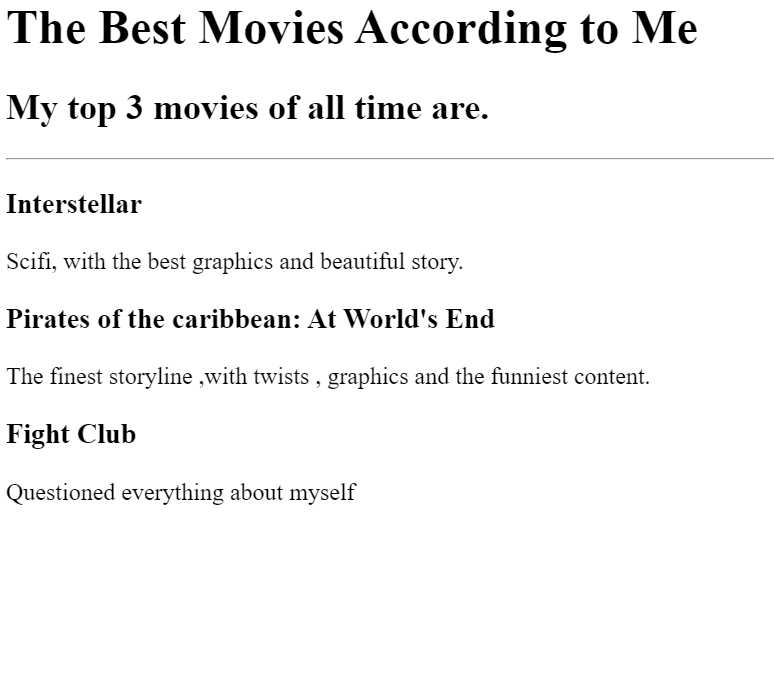 The Best Movies According to Me
My top 3 movies of all time are.
Interstellar
Scifi, with the best graphics and beautiful story.
Pirates of the caribbean: At World's End
The finest storyline ,with twists , graphics and the funniest content.
Fight Club
Questioned everything about myself